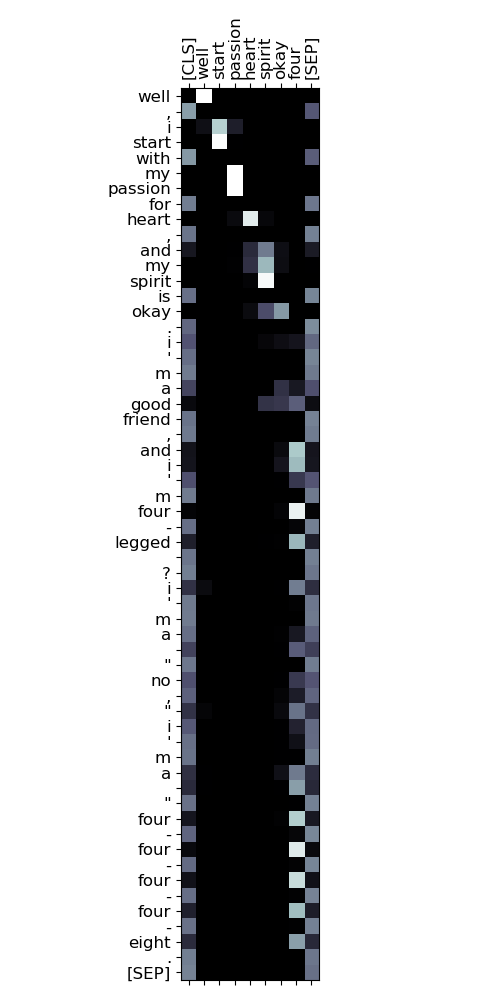 [CLS]
well
start
passion
heart
spirit
okay
four
[SEP]
well
,
i
start
with
my
passion
for
heart
,
and
my
spirit
is
okay
.
i
'
m
a
good
friend
,
and
i
'
m
four
-
legged
?
i
'
m
a
"
no
,
"
i
'
m
a
"
four
-
four
-
four
-
four
-
eight
.
[SEP]